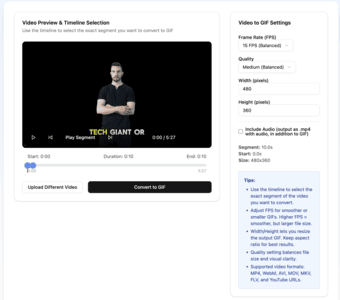 Video Preview & Timeline Selection
Use the timeline to select the exact segment you want to convert to GIF
TECH GIANT OR
Play Segment
0:00 / 5:27
Start: 0:00
Duration: 0:10
End: 0:10
0:00
5:27
Upload Different Video
Convert to GIF
Video to GIF Settings
Frame Rate (FPS)
15 FPS (Balanced)
Quality
Medium (Balanced)
Width (pixels)
480
Height (pixels)
360
Include Audio (output as .mp4
with audio, in addition to GIF)
Segment: 10.0s
Start: 0.0s
Size: 480x360
Tips:
• Use the timeline to select the
exact segment of the video
you want to convert.
• Adjust FPS for smoother or
smaller GIFs. Higher FPS =
smoother, but larger file size.
• Width/Height lets you resize
the output GIF. Keep aspect
ratio for best results.
• Quality setting balances file
size and visual clarity.
• Supported video formats:
MP4, WebM, AVI, MOV, MKV,
FLV, and YouTube URLs.